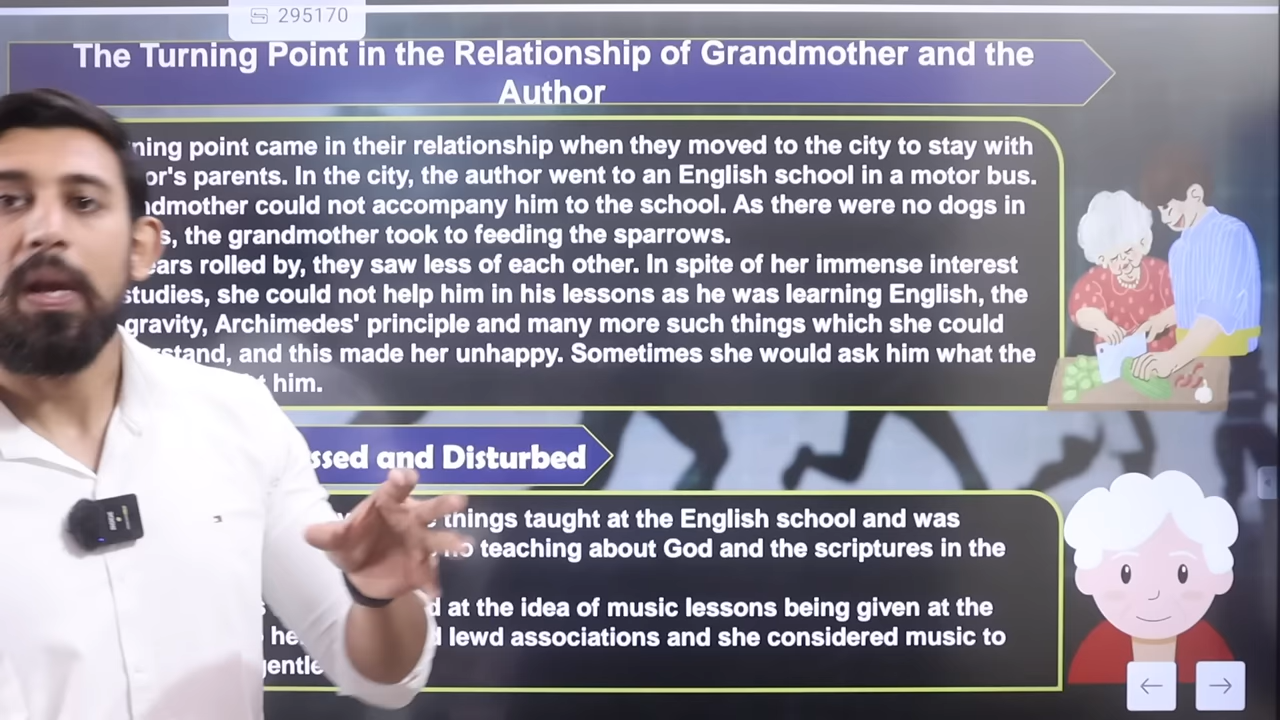 295170
The Turning Point in the Relationship of Grandmother and the
Author
ning point came in their relationship when they moved to the city to stay with
or's parents. In the city, the author went to an English school in a motor bus.
ndmother could not accompany him to the school. As there were no dogs in
s, the grandmother took to feeding the sparrows.
ears rolled by, they saw less of each other. In spite of her immense interest
studies, she could not help him in his lessons as he was learning English, the
gravity, Archimedes' principle and many more such things which she could
rstand, and this made her unhappy. Sometimes she would ask him what the
him.
ssed and Disturbed
things taught at the English school and was
no teaching about God and the scriptures in the
d at the idea of music lessons being given at the
lewd associations and she considered music to
gentle